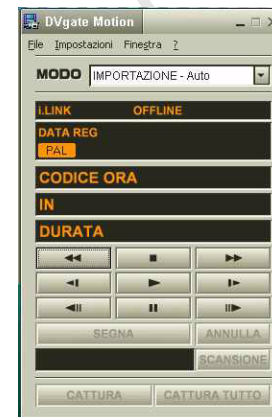 DVgate Motion
File Impostazioni Finestra ?
MODO IMPORTAZIONE - Auto
i.LINK OFFLINE
DATA REG
PAL
CODICE ORA
IN
DURATA
SEGNA ANNULLA
SCANSIONE
CATTURA CATTURA TUTTO